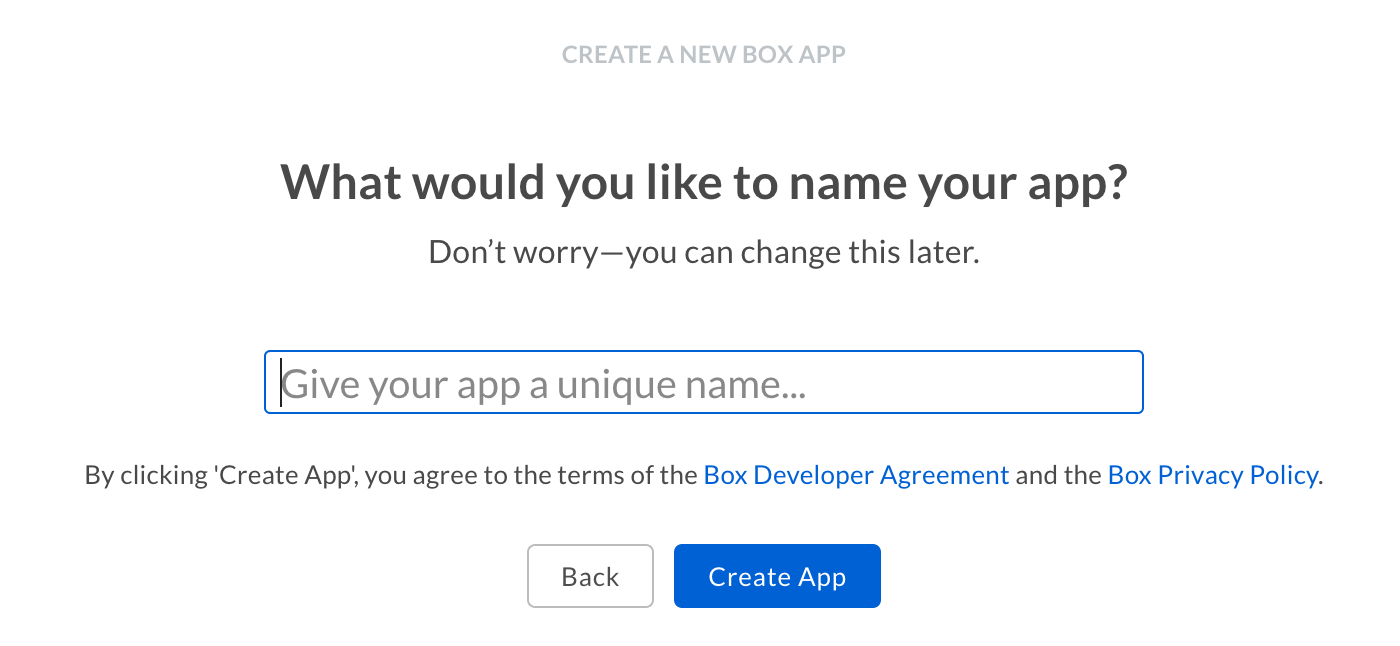 CREATE A NEW BOX APP
What would you like to name your app?
Don’t worry—you can change this later.
Give your app a unique name...
By clicking 'Create App', you agree to the terms of the Box Developer Agreement and the Box Privacy Policy.
Back
Create App